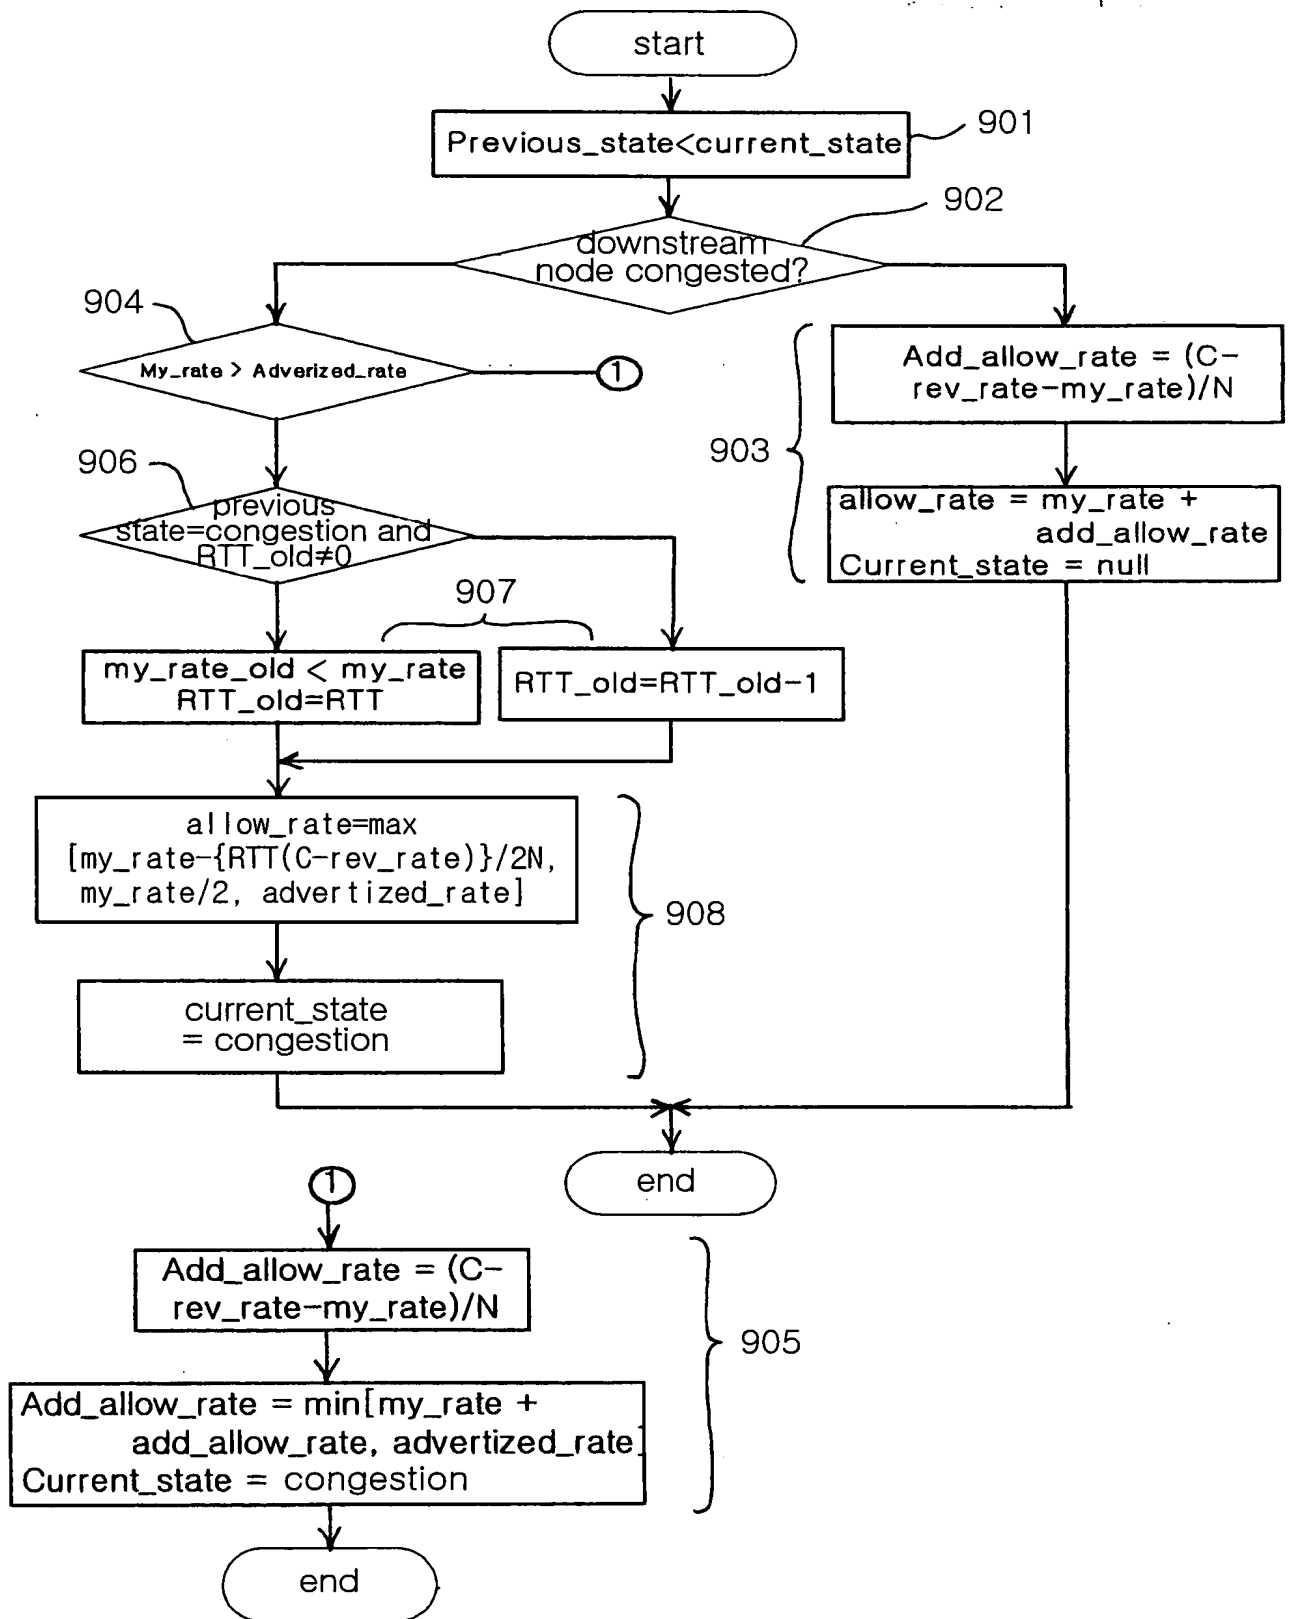 start
Previous_state<current_state
901
902
downstream
node congested?
904
My_rate > Adverized_rate
1
903
Add_allow_rate = (C-
rev_rate-my_rate)/N
allow_rate = my_rate +
add_allow_rate
Current_state = null
906
previous
state=congestion and
RTT_old≠0
907
my_rate_old < my_rate
RTT_old=RTT
RTT_old=RTT_old-1
allow_rate=max
[my_rate-{RTT(C-rev_rate)}/2N,
my_rate/2, advertized_rate]
908
current_state
= congestion
end
1
Add_allow_rate = (C-
rev_rate-my_rate)/N
905
Add_allow_rate = min[my_rate +
add_allow_rate, advertized_rate]
Current_state = congestion
end